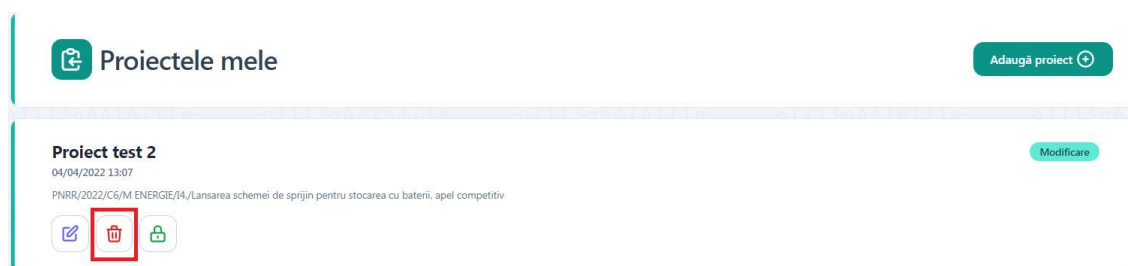 Proiectele mele
Adaugă proiect
Proiect test 2
Modificare
04/04/2022 13:07
PNRR/2022/C6/M ENERGIE/I4./Lansarea schemei de sprijin pentru stocarea cu baterii, apel competitiv